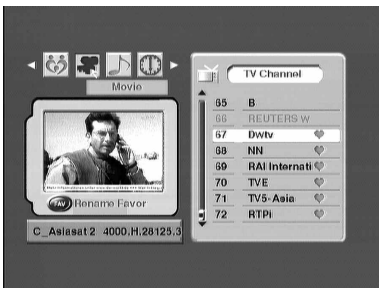 Movie
FAV Rename Favor
C_Asiasat 2 4000.H.28125.3
TV Channel
65 B
66 REUTERS W
67 Dwtv
68 NN
69 RAI Internati
70 TVE
71 TV5-Asia
72 RTPi